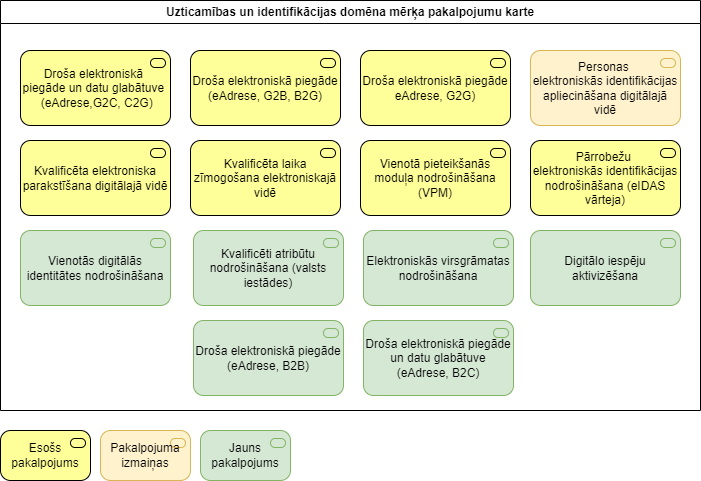 Uzticamības un identifikācijas domēna mērķa pakalpojumu karte
Droša elektroniskā
piegāde un datu glabātuve
(eAdrese,G2C, C2G)
Droša elektroniskā piegāde
(eAdrese, G2B, B2G)
Droša elektroniskā piegāde
eAdrese, G2G)
Personas
elektroniskās identifikācijas
apliecināšana digitālajā
vidē
Kvalificēta elektroniska
parakstīšana digitālajā vidē
Kvalificēta laika
zīmogošana elektroniskajā
vidē
Vienotā pieteikšanās
moduļa nodrošināšana
(VPM)
Pārrobežu
elektroniskās identifikācijas
nodrošināšana (eIDAS
vārteja)
Vienotās digitālās
identitātes nodrošināšana
Kvalificēti atribūtu
nodrošināšana (valsts
iestādes)
Elektroniskās virsgrāmatas
nodrošināšana
Digitālo iespēju
aktivizēšana
Droša elektroniskā piegāde
(eAdrese, B2B)
Droša elektroniskā piegāde
un datu glabātuve
(eAdrese, B2C)
Esošs
pakalpojums
Pakalpojuma
izmaiņas
Jauns
pakalpojums